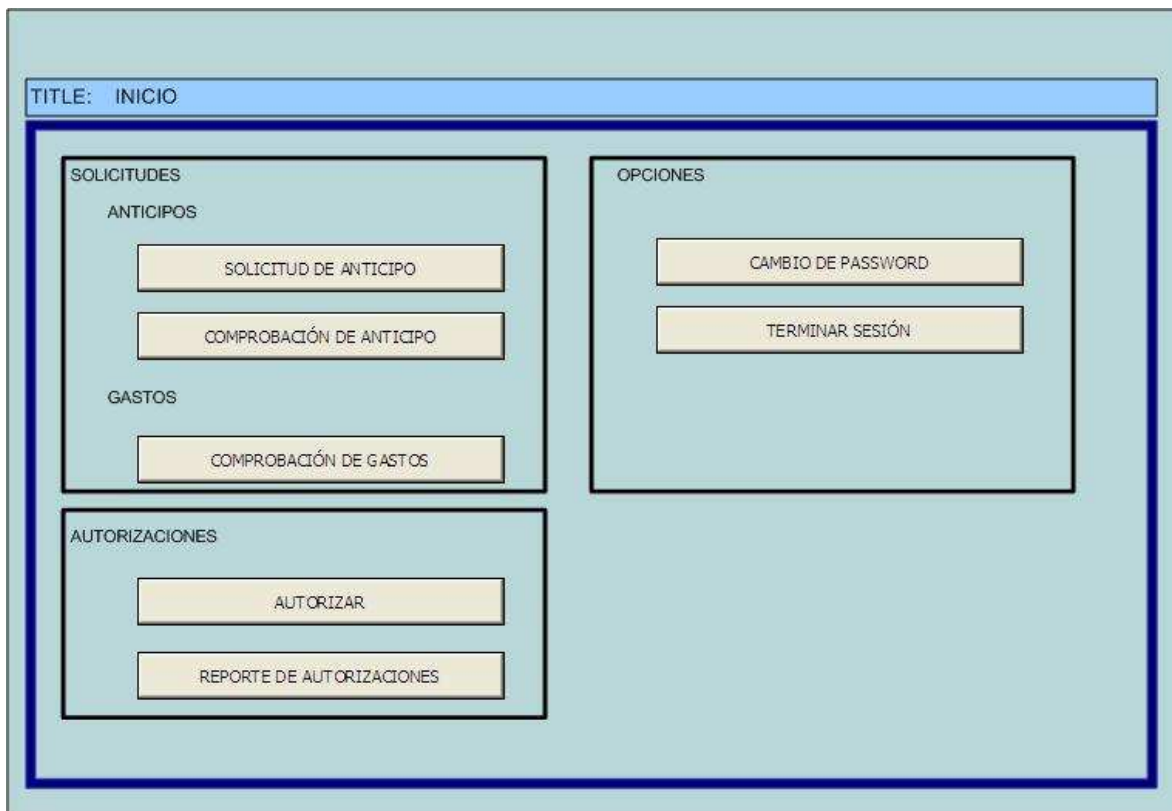 TITLE: INICIO
SOLICITUDES
ANTICIPOS
SOLICITUD DE ANTICIPO
COMPROBACIÓN DE ANTICIPO
GASTOS
COMPROBACIÓN DE GASTOS
OPCIONES
CAMBIO DE PASSWORD
TERMINAR SESIÓN
AUTORIZACIONES
AUTORIZAR
REPORTE DE AUTORIZACIONES